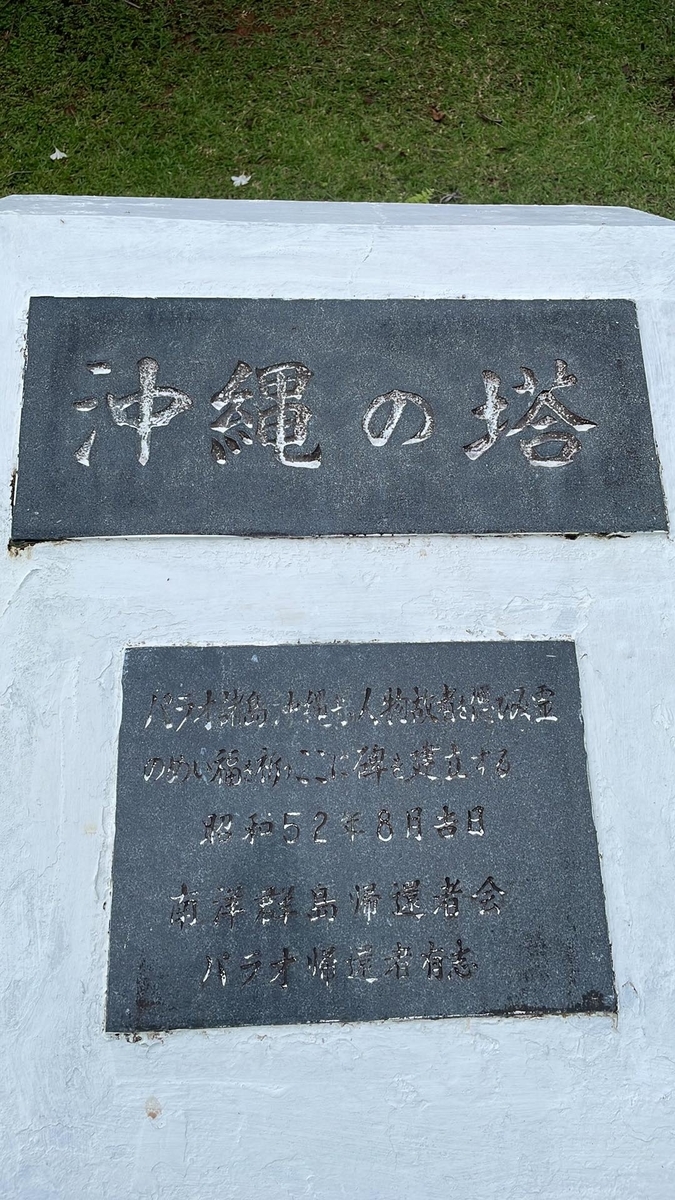 沖縄の塔
パラオ諸島、沖縄県人物故者を偲び霊
のめい福を祈りここに碑を建立する
昭和52年8月吉日
南洋群島帰還者会
パラオ帰還者有志